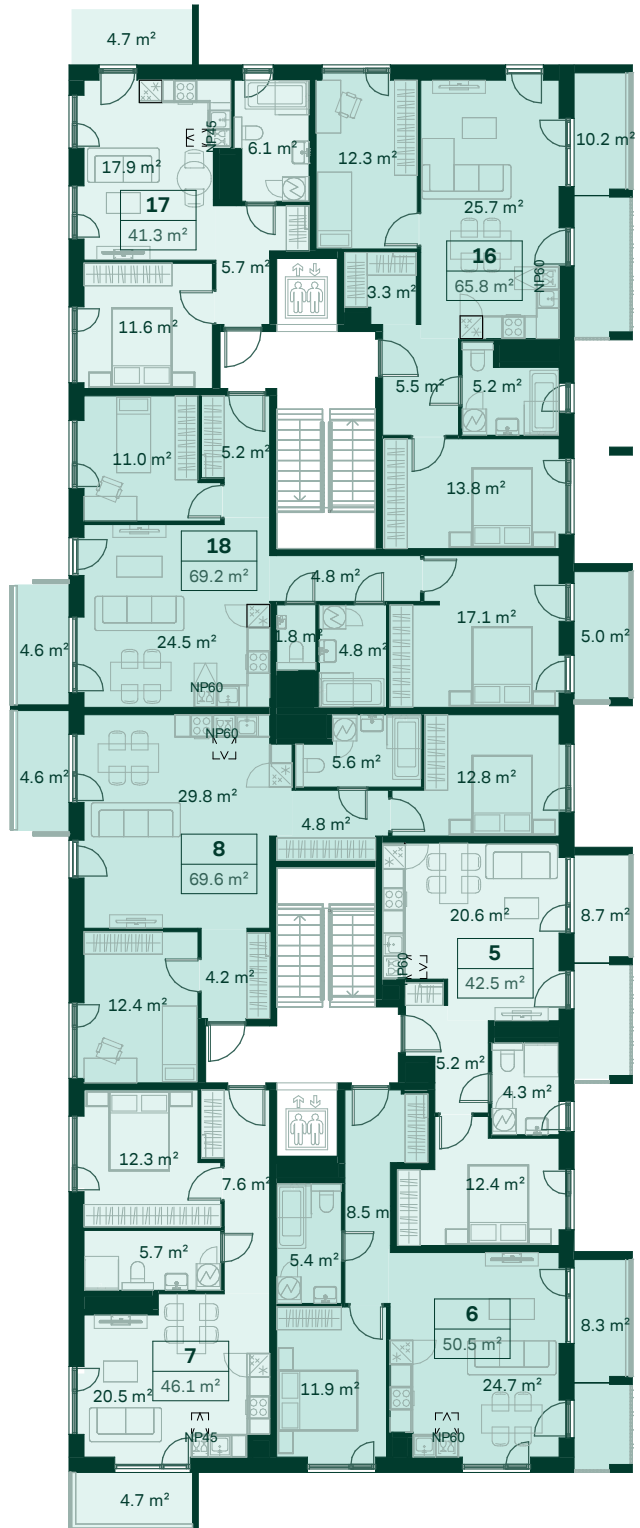 4.7 m²
10.2 m²
6.1 m²
12.3 m²
NP45
17.9 m²
17
41.3 m²
25.7 m²
16
65.8 m²
NP60
5.7 m²
3.3 m²
11.6 m²
5.5 m²
5.2 m²
11.0 m²
5.2 m²
13.8 m²
18
69.2 m²
4.8 m²
17.1 m²
4.6 m²
24.5 m²
1.8 m²
4.8 m²
5.0 m²
NP60
NP60
4.6 m²
29.8 m²
5.6 m²
12.8 m²
4.8 m²
8
69.6 m²
20.6 m²
8.7 m²
5
42.5 m²
NP60
4.2 m²
12.4 m²
5.2 m²
4.3 m²
12.3 m²
7.6 m²
8.5 m
12.4 m²
5.7 m²
5.4 m²
6
50.5 m²
8.3 m²
7
46.1 m²
20.5 m²
11.9 m²
24.7 m²
NP45
NP60
4.7 m²